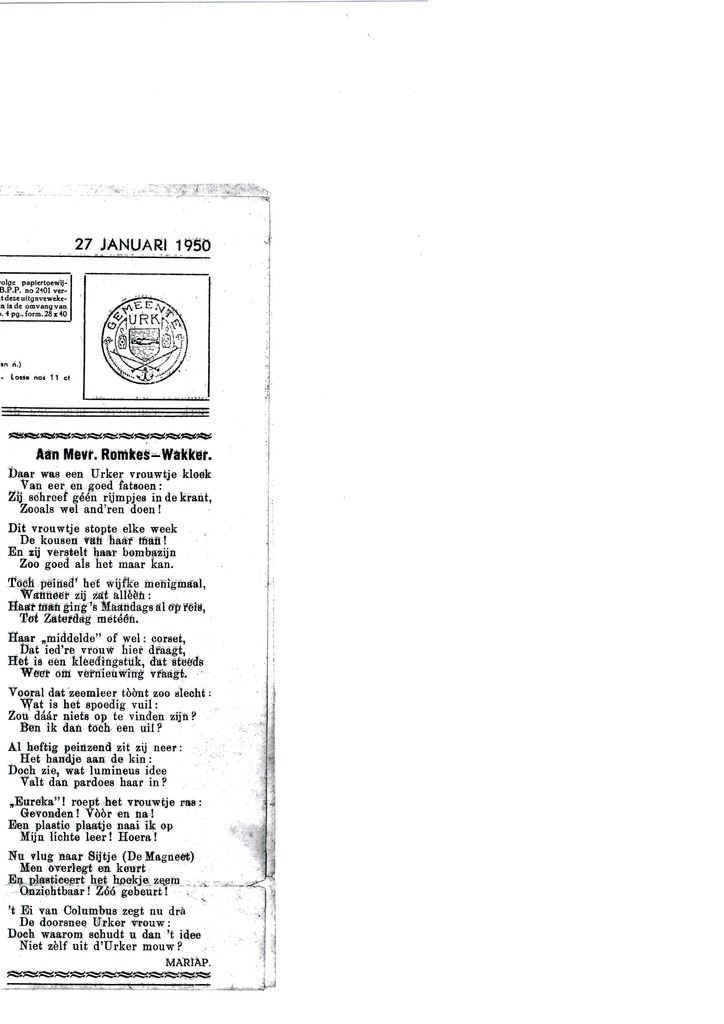 27 JANUARI 1950
olge papiertoewij-
B.P.P. no 2401 ver-
t deze uitgaveweke-
n is de omvang van
. 4 pg., form. 28 x 40
an ri.)
- Losse nos 11 ct
GEMEENTE
URK
Aan Mevr. Romkes-Wakker.
Daar was een Urker vrouwtje kloek
Van eer en goed fatsoen:
Zij schreef géén rijmpjes in de krant,
Zooals wel and'ren doen!
Dit vrouwtje stopte elke week
De kousen van haar man!
En zij verstelt haar bombazijn
Zoo goed als het maar kan.
Toch peinsd' het wijfke menigmaal,
Wanneer zij zat allèèn:
Haar man ging 's Maandags al op reis,
Tot Zaterdag metéén.
Haar „middelde” of wel: corset,
Dat ied're vrouw hier draagt,
Het is een kleedingstuk, dat steeds
Weer om vernieuwing vraagt.
Vooral dat zeemleer tòònt zoo slecht:
Wat is het spoedig vuil:
Zou dáár niets op te vinden zijn?
Ben ik dan toch een uil?
Al heftig peinzend zit zij neer:
Het handje aan de kin:
Doch zie, wat lumineus idee
Valt dan pardoes haar in?
„Eureka”! roept het vrouwtje ras:
Gevonden! Vòòr en na!
Een plastic plaatje naai ik op
Mijn lichte leer! Hoera!
Nu vlug naar Sijtje (De Magneet)
Men overlegt en keurt
En plasticeert het hoekje zeem
Onzichtbaar! Zóó gebeurt!
't Ei van Columbus zegt nu drà
De doorsnee Urker vrouw:
Doch waarom schudt u dan 't idee
Niet zèlf uit d'Urker mouw?
MARIAP.